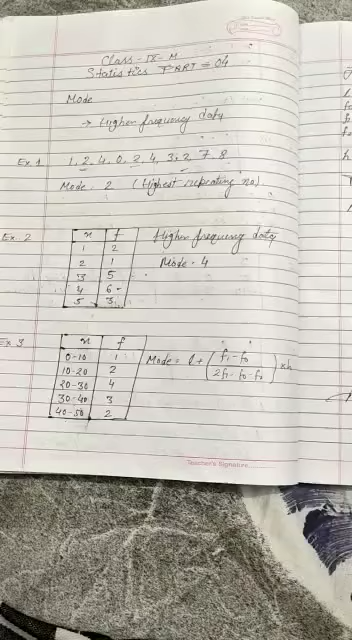 Class - IX - M
Statistics PART = 04
Mode
→ Higher frequency data
Ex. 1 1, 2, 4, 0, 2, 4, 3, 2 7, 8
Mode - 2 (Highest repeating no)
Ex. 2
x f
1 2
2 1
3 5
4 6
5 3
Higher frequency data
Mode - 4
Ex 3
x f
0-10 1
10-20 2
20-30 4
30-40 3
40-50 2
Mode = l + (f₁ - f₀ / 2f₁ - f₀ - f₀) × h
Teacher's Signature